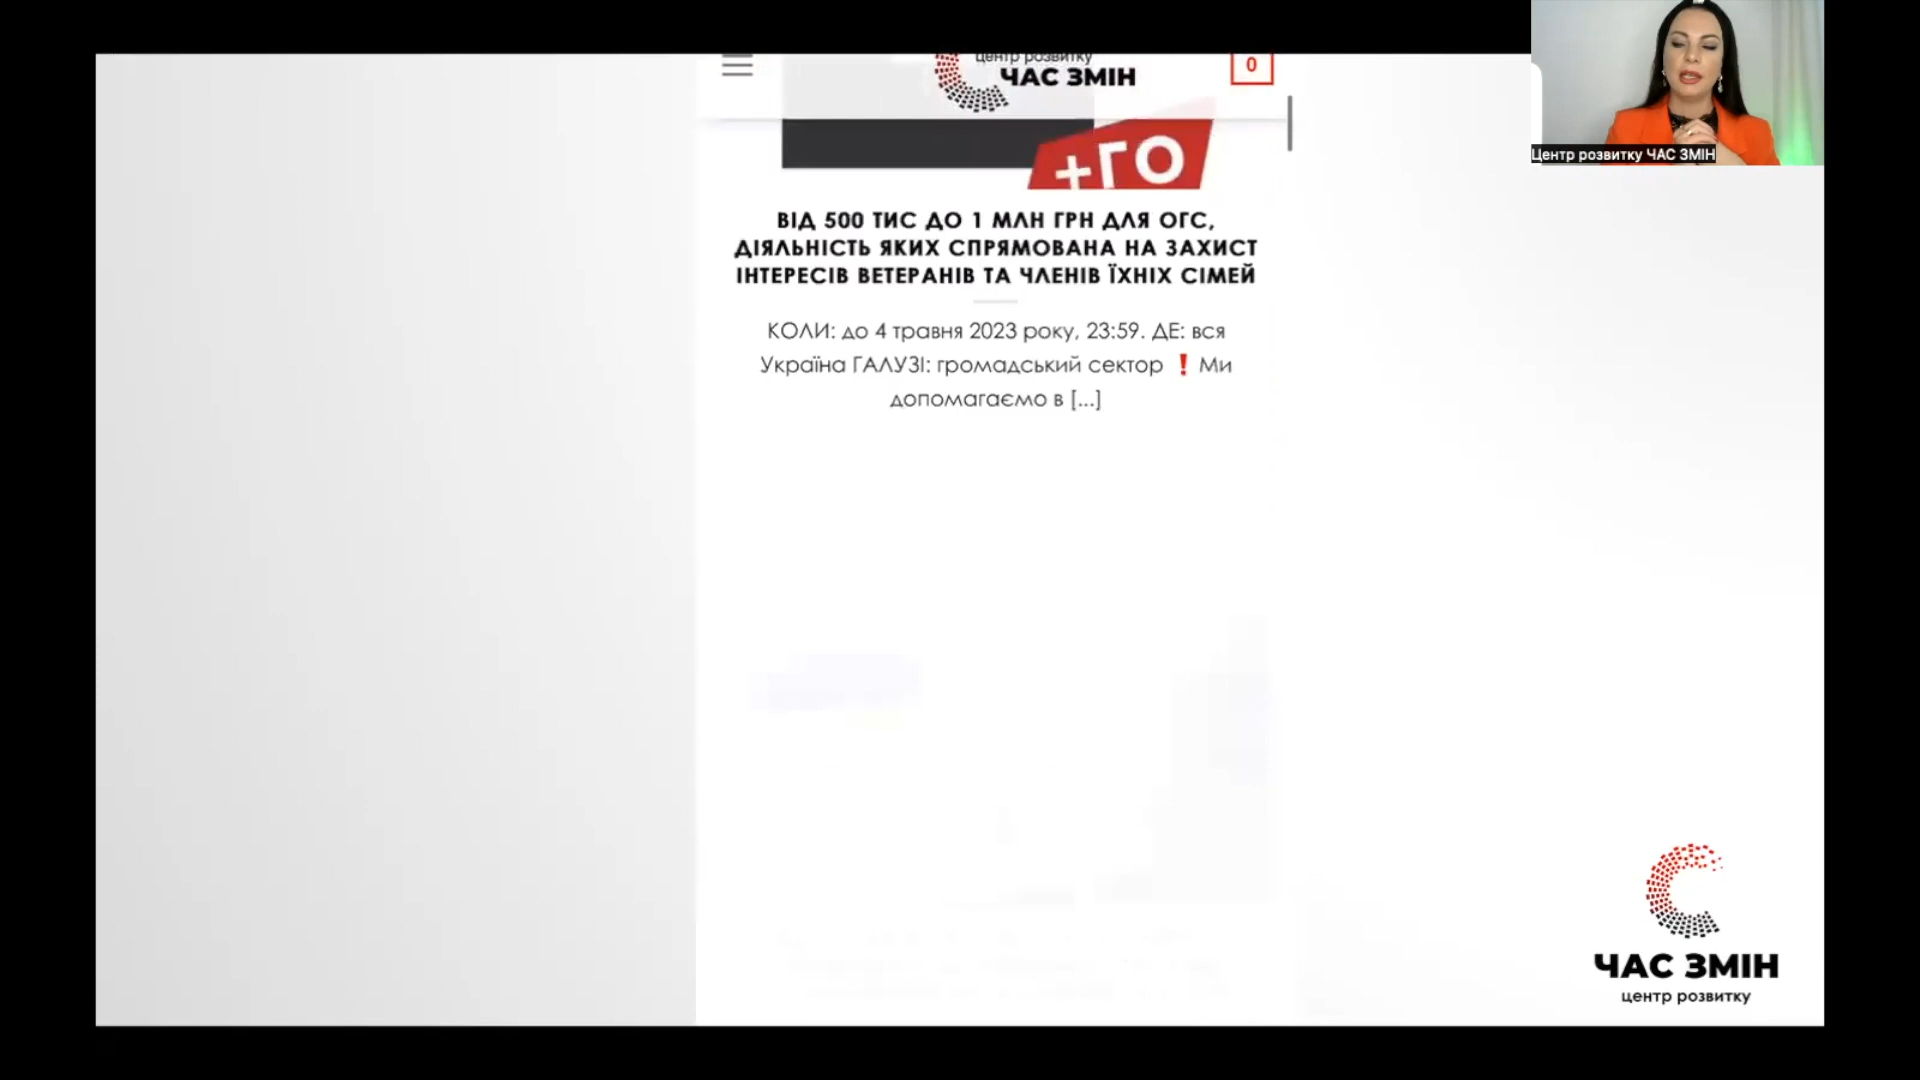 центр розвитку
ЧАС ЗМІН
0
+ГО
ВІД 500 ТИС ДО 1 МЛН ГРН ДЛЯ ОГС,
ДІЯЛЬНІСТЬ ЯКИХ СПРЯМОВАНА НА ЗАХИСТ
ІНТЕРЕСІВ ВЕТЕРАНІВ ТА ЧЛЕНІВ ЇХНІХ СІМЕЙ
КОЛИ: до 4 травня 2023 року, 23:59. ДЕ: вся
Україна ГАЛУЗІ: громадський сектор ❗ Ми
допомагаємо в [...]
Центр розвитку ЧАС ЗМІН
ЧАС ЗМІН
центр розвитку